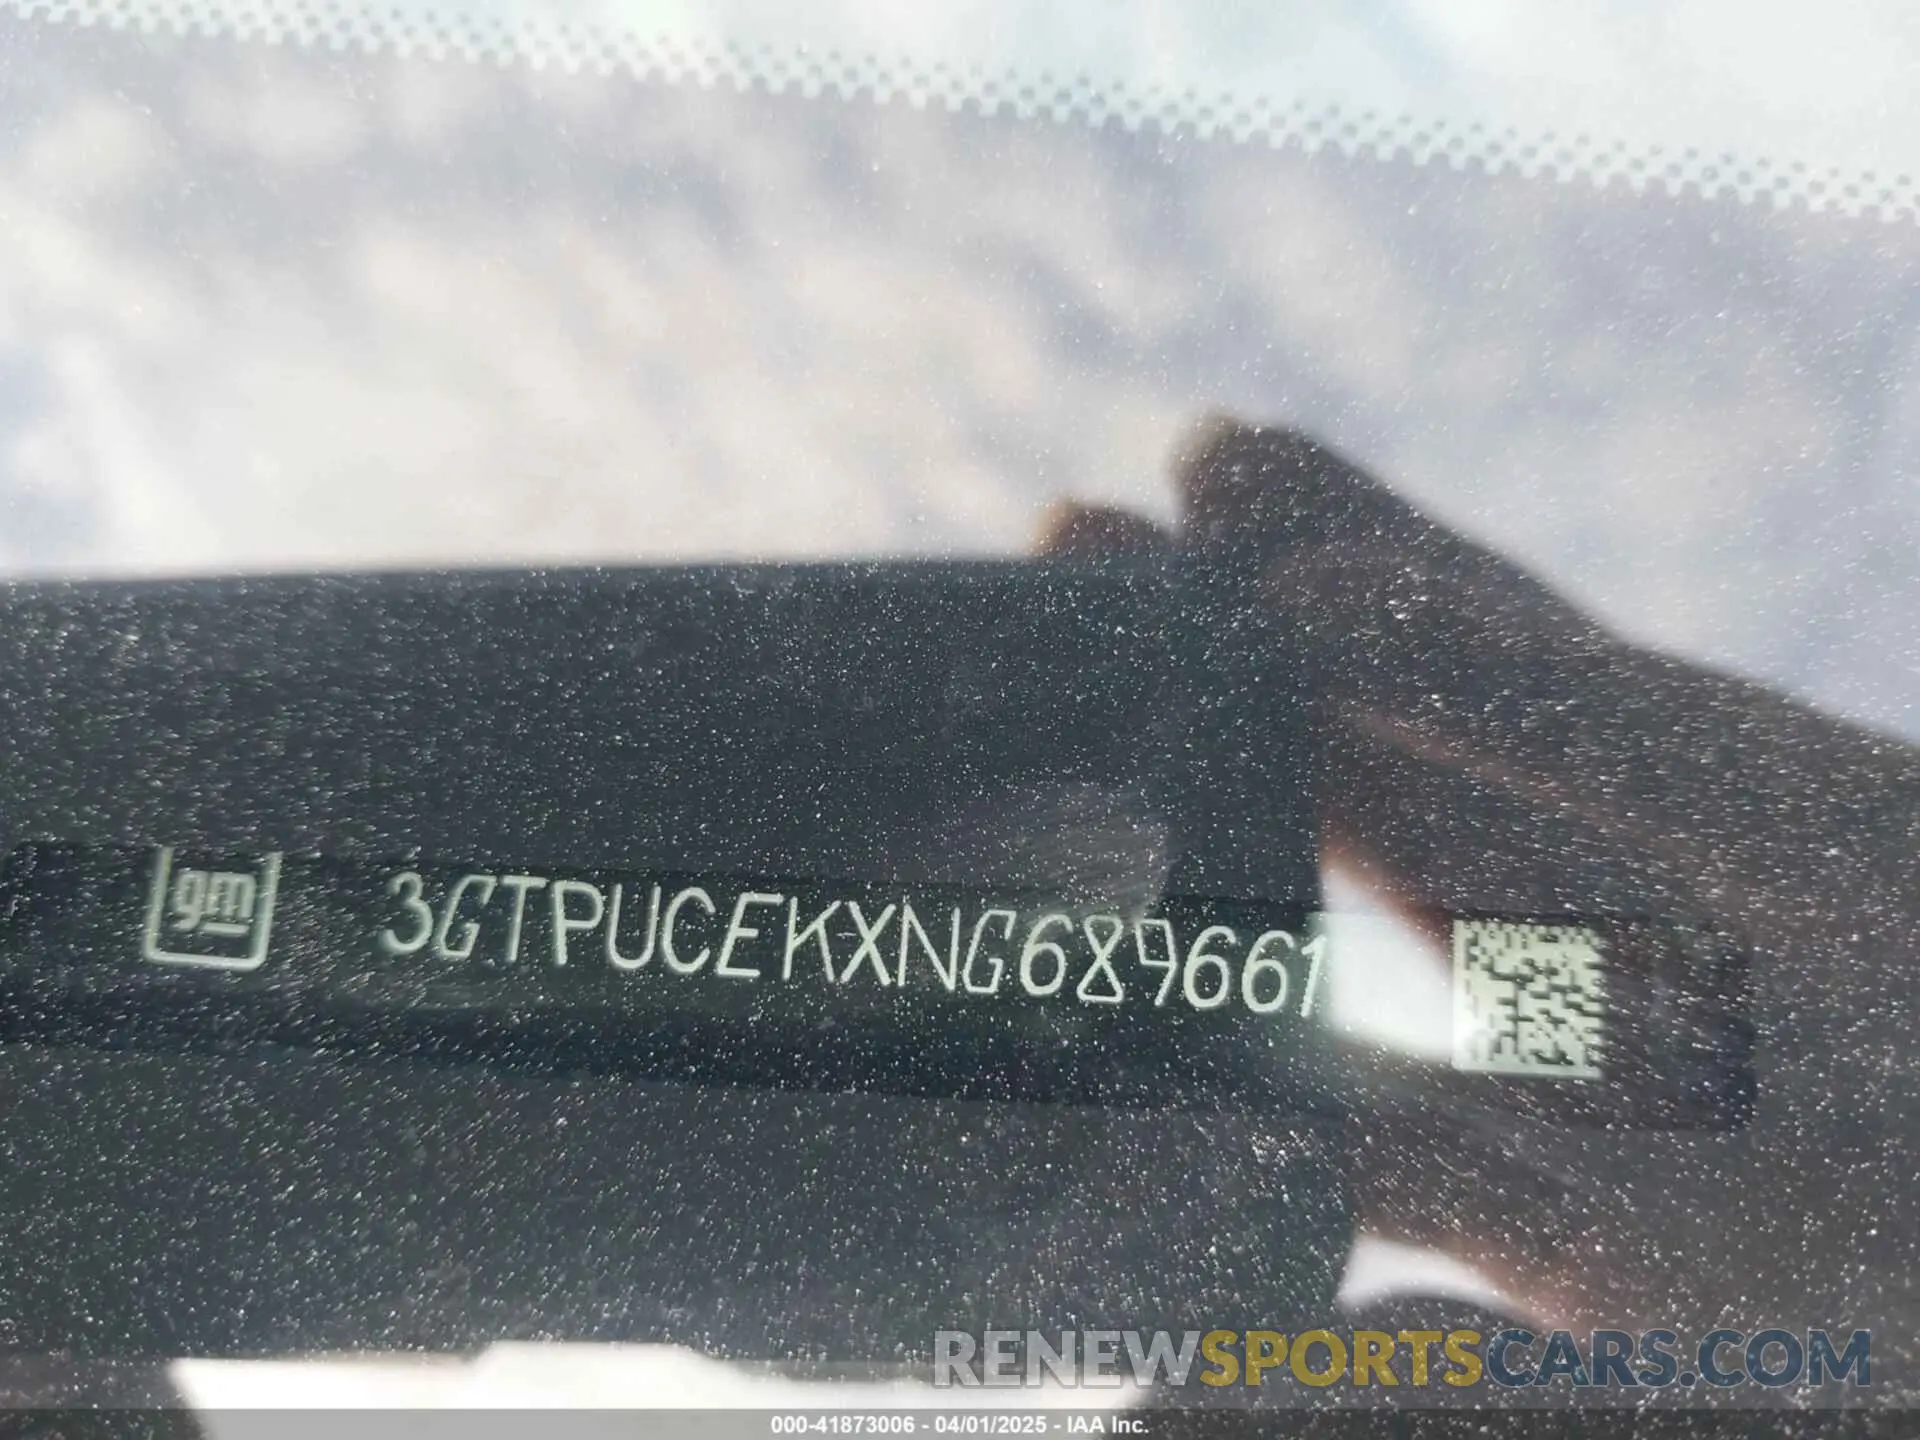 gm 3GTPUCEKXNG689661
RENEWSPORTSCARS.COM
000-41873006 - 04/01/2025 - IAA Inc.